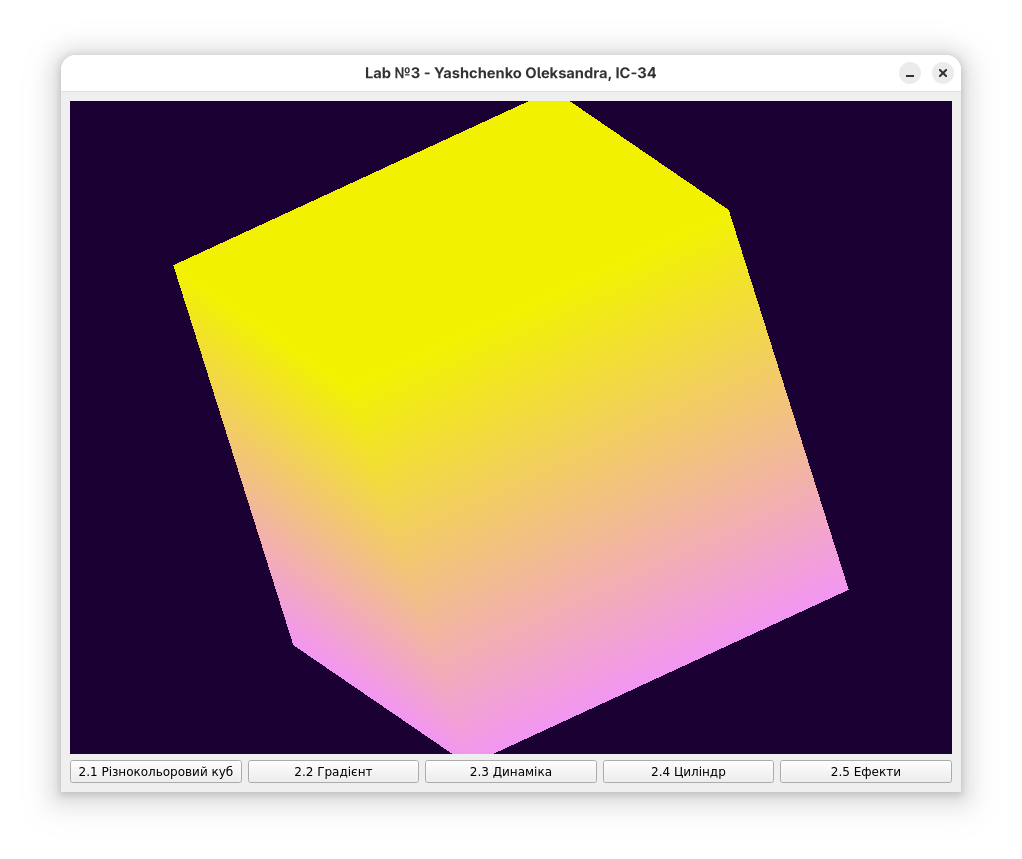 Lab №3 - Yashchenko Oleksandra, IC-34
2.1 Різнокольоровий куб
2.2 Градієнт
2.3 Динаміка
2.4 Циліндр
2.5 Ефекти